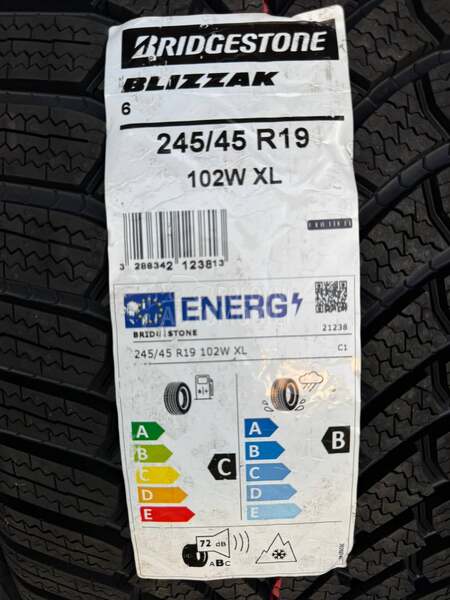 BRIDGESTONE
BLIZZAK
6
245/45 R19
102W XL
3 286342 123813
ENERG
BRIDGESTONE
21238
245/45 R19 102W XL
C1
A
B
C
D
E
C
A
B
C
D
E
B
72 dB
ABC